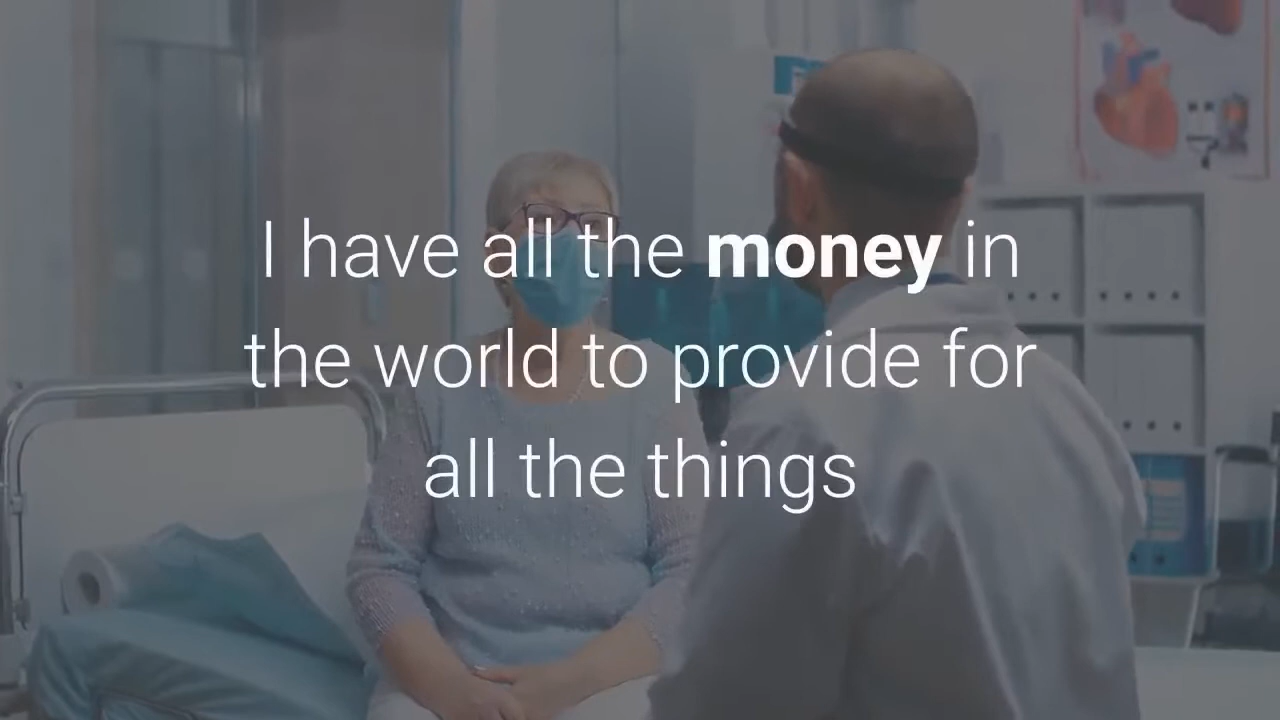 I have all the money in
the world to provide for
all the things